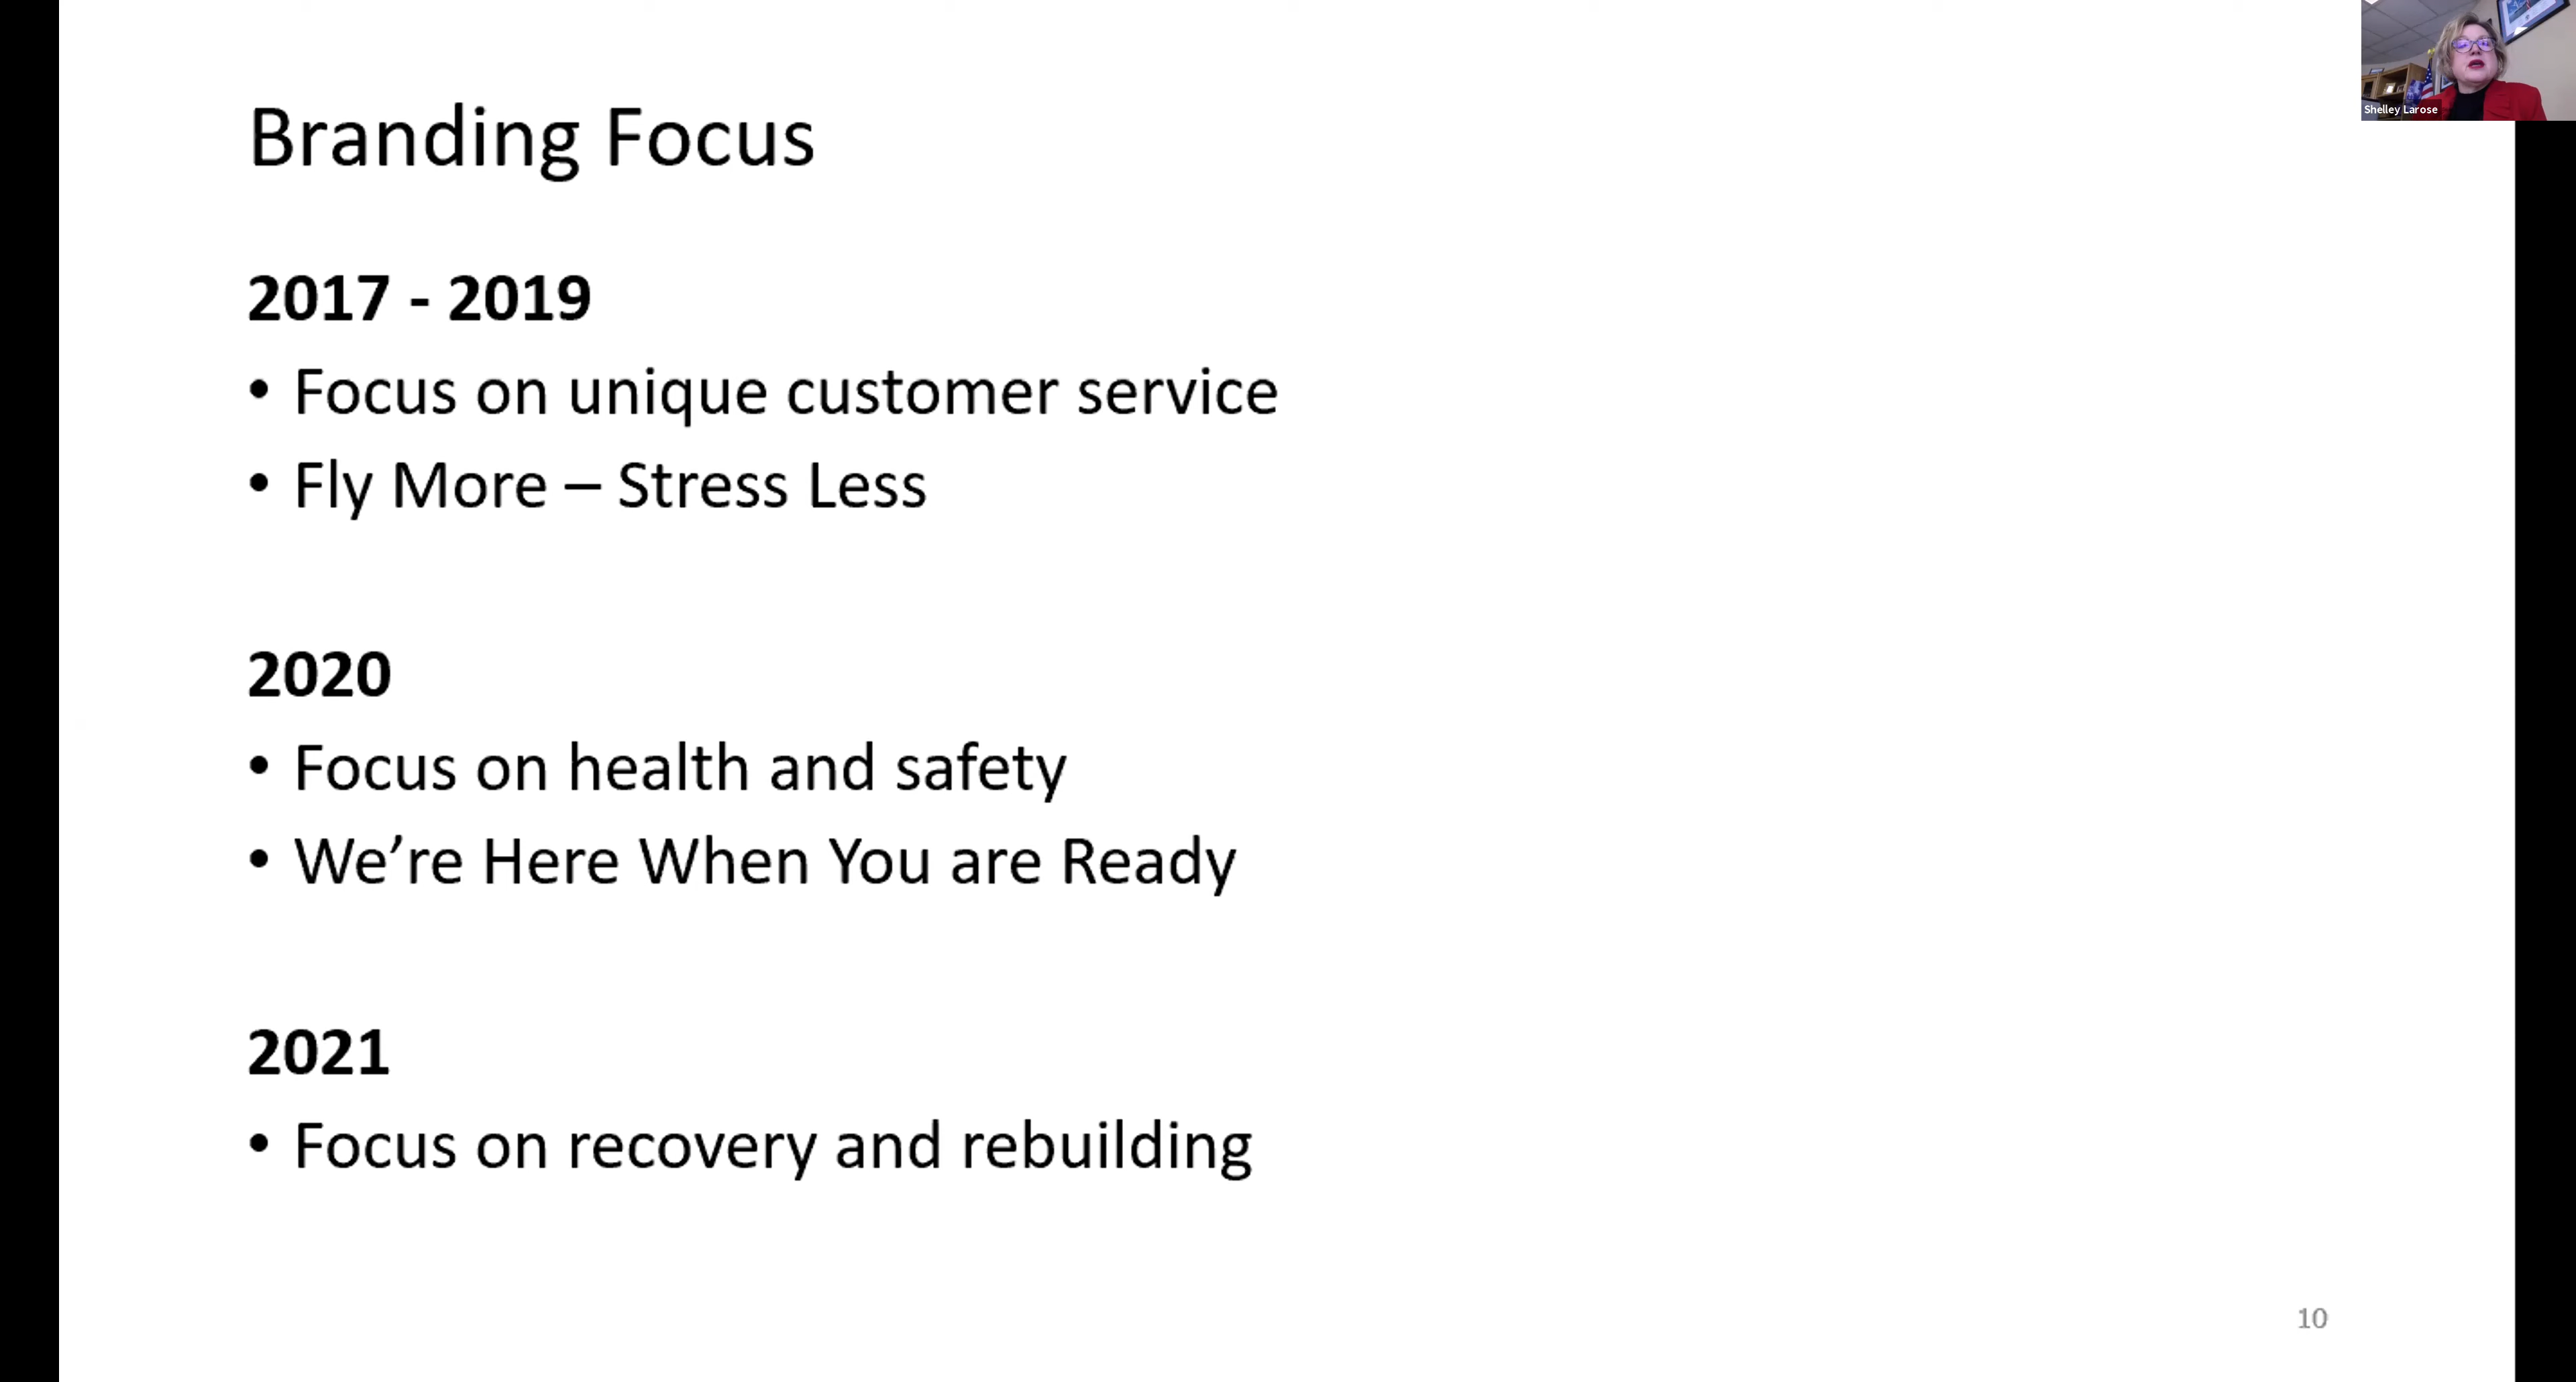 Shelley Larose
Branding Focus
2017 - 2019
• Focus on unique customer service
• Fly More – Stress Less
2020
• Focus on health and safety
• We’re Here When You are Ready
2021
• Focus on recovery and rebuilding
10